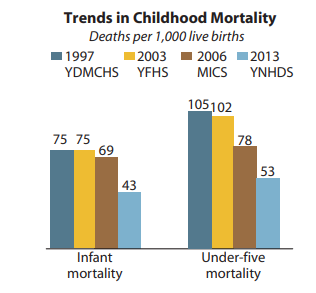 Trends in Childhood Mortality
Deaths per 1,000 live births
1997 2003 2006 2013
YDMCHS YFHS MICS YNHDS
105 102
75 75 69 43 78 53
Infant Under-five
mortality mortality